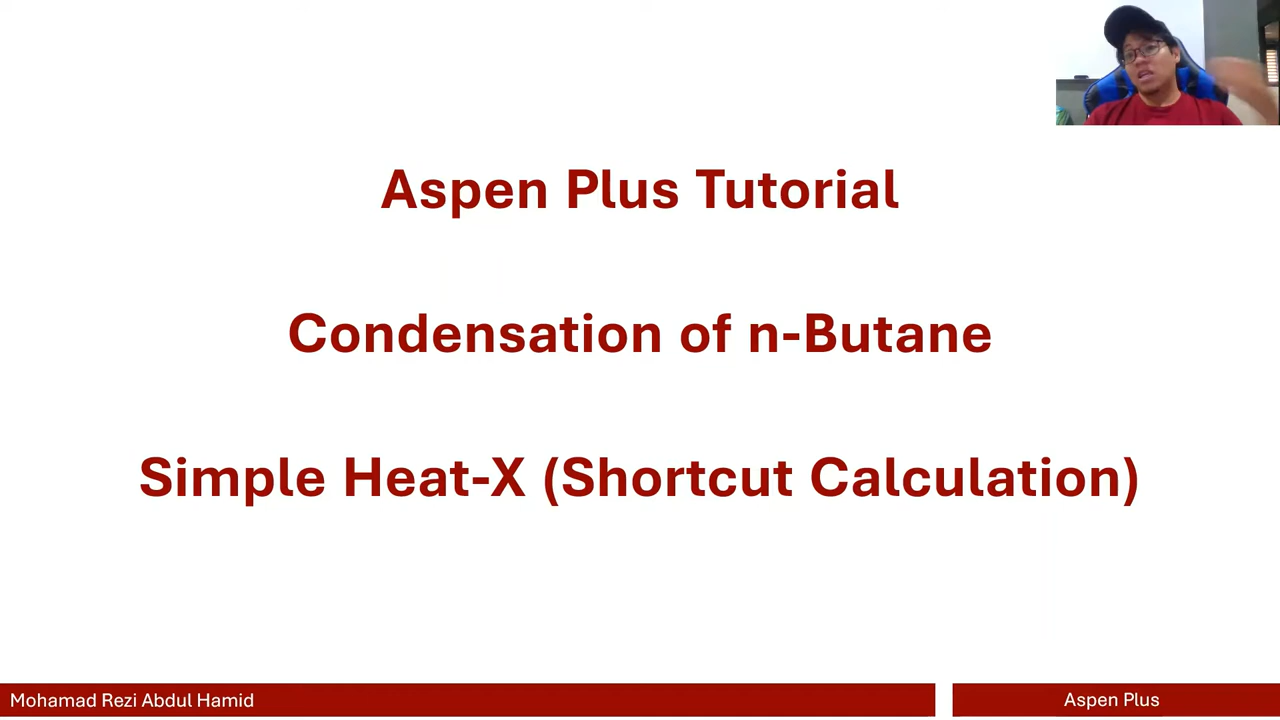 Aspen Plus Tutorial
Condensation of n-Butane
Simple Heat-X (Shortcut Calculation)
Mohamad Rezi Abdul Hamid
Aspen Plus